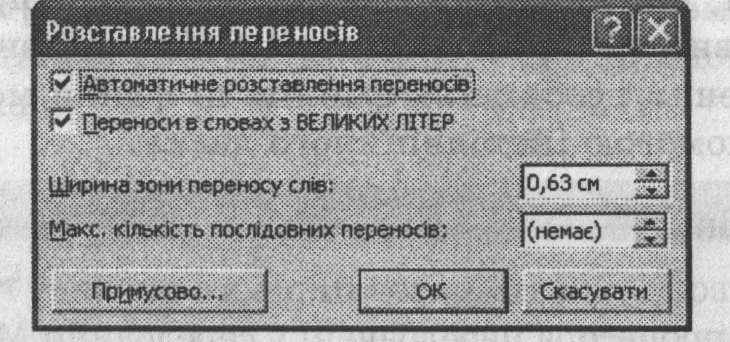 Розставлення переносів
Автоматичне розставлення переносів
Переноси в словах з ВЕЛИКИХ ЛІТЕР
Ширина зони переносу слів: 0,63 см
Макс. кількість послідовних переносів: (немає)
Примусово... ОК Скасувати